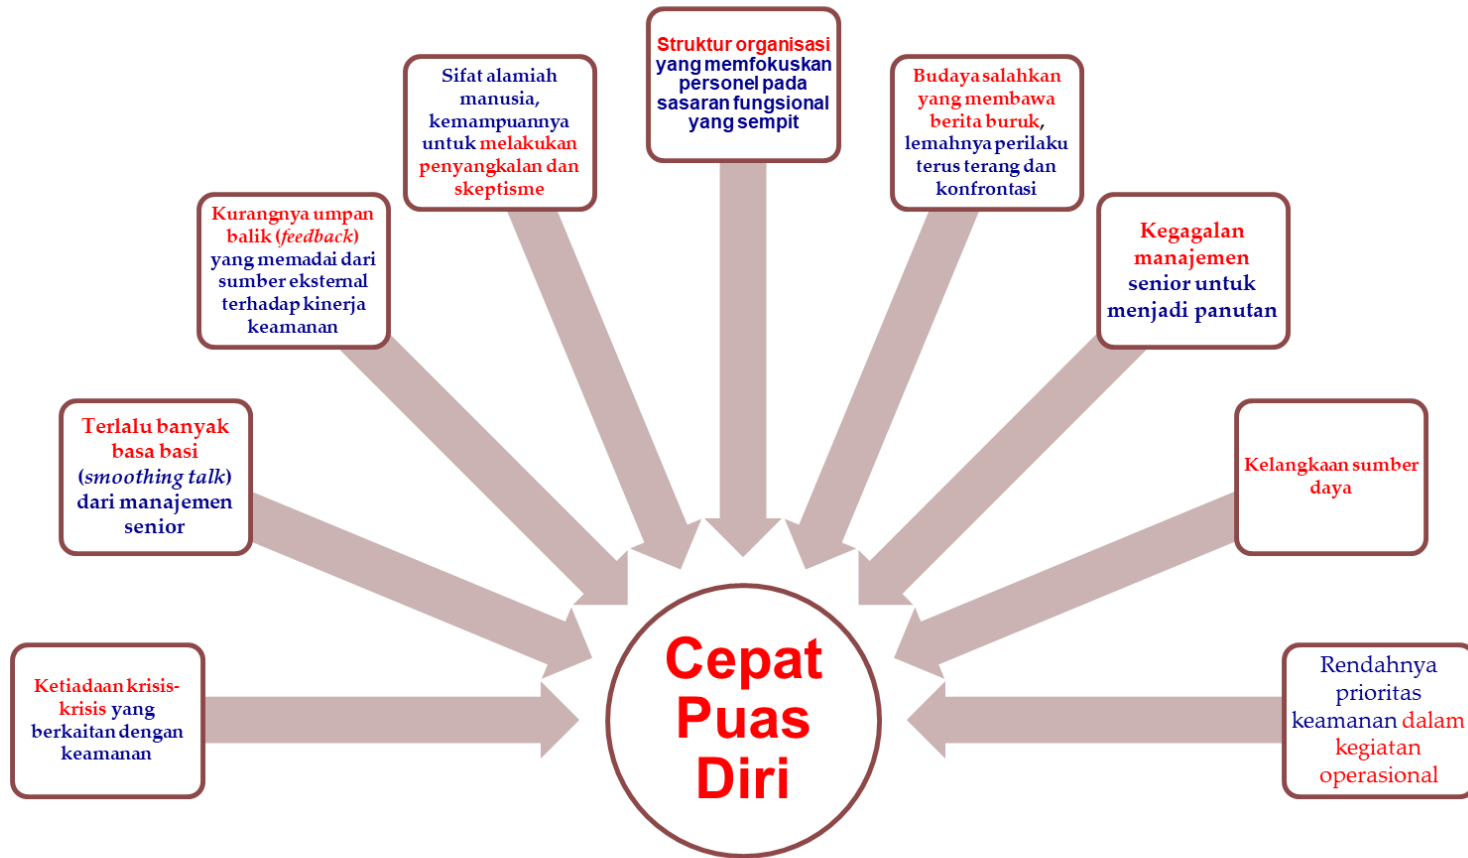 Struktur organisasi
yang memfokuskan
personel pada
sasaran fungsional
yang sempit
Sifat alamiah
manusia,
kemampuannya
untuk melakukan
penyangkalan dan
skeptisme
Budaya salahkan
yang membawa
berita buruk,
lemahnya perilaku
terus terang dan
konfrontasi
Kurangnya umpan
balik (feedback)
yang memadai dari
sumber eksternal
terhadap kinerja
keamanan
Kegagalan
manajemen
senior untuk
menjadi panutan
Terlalu banyak
basa basi
(smoothing talk)
dari manajemen
senior
Kelangkaan sumber
daya
Ketiadaan krisis-
krisis yang
berkaitan dengan
keamanan
Cepat
Puas
Diri
Rendahnya
prioritas
keamanan dalam
kegiatan
operasional